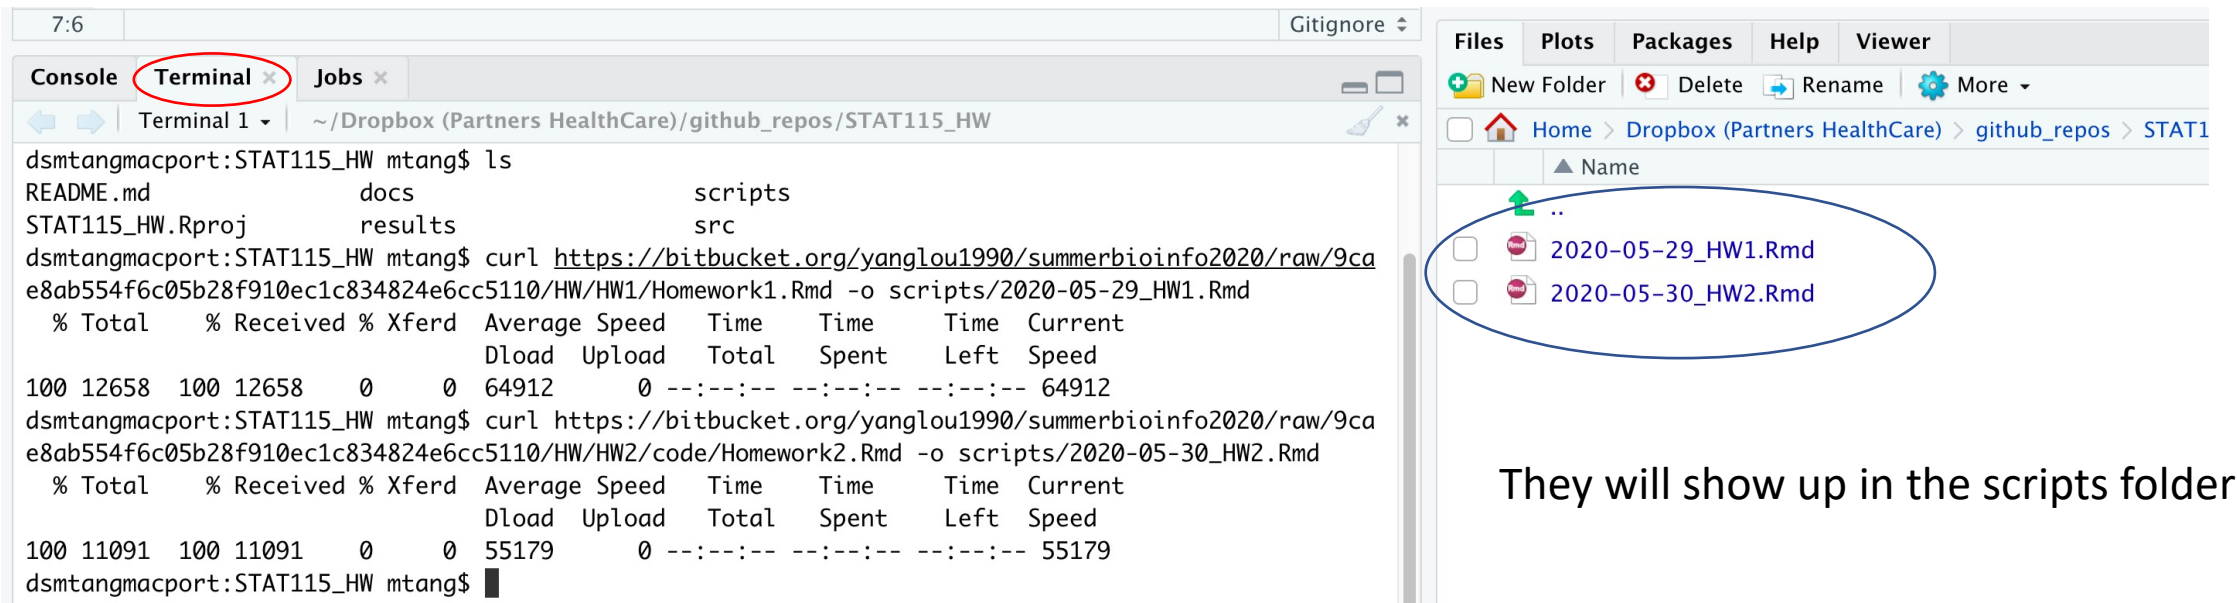 7:6
Gitignore
Console Terminal Jobs
Terminal 1 ~/Dropbox (Partners HealthCare)/github_repos/STAT115_HW
dsmtangmacport:STAT115_HW mtang$ ls
README.md docs scripts
STAT115_HW.Rproj results src
dsmtangmacport:STAT115_HW mtang$ curl https://bitbucket.org/yanglou1990/summerbioinfo2020/raw/9ca
e8ab554f6c05b28f910ec1c834824e6cc5110/HW/HW1/Homework1.Rmd -o scripts/2020-05-29_HW1.Rmd
% Total % Received % Xferd Average Speed Time Time Time Current
Dload Upload Total Spent Left Speed
100 12658 100 12658 0 0 64912 0 --:--:-- --:--:-- --:--:-- 64912
dsmtangmacport:STAT115_HW mtang$ curl https://bitbucket.org/yanglou1990/summerbioinfo2020/raw/9ca
e8ab554f6c05b28f910ec1c834824e6cc5110/HW/HW2/code/Homework2.Rmd -o scripts/2020-05-30_HW2.Rmd
% Total % Received % Xferd Average Speed Time Time Time Current
Dload Upload Total Spent Left Speed
100 11091 100 11091 0 0 55179 0 --:--:-- --:--:-- --:--:-- 55179
dsmtangmacport:STAT115_HW mtang$
Files Plots Packages Help Viewer
New Folder Delete Rename More
Home > Dropbox (Partners HealthCare) > github_repos > STAT1
Name
..
2020-05-29_HW1.Rmd
2020-05-30_HW2.Rmd
They will show up in the scripts folder